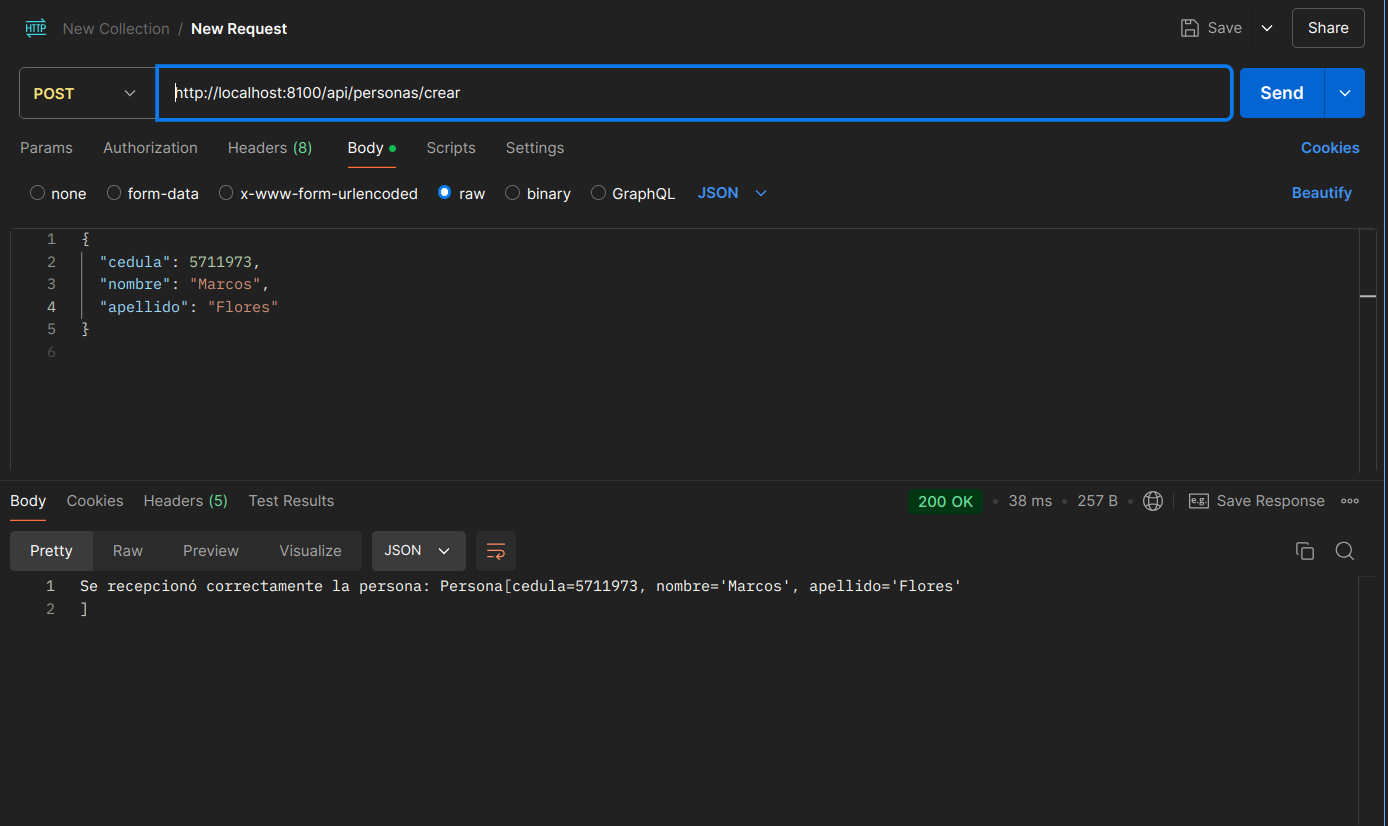 HTTP New Collection / New Request Save Share
POST http://localhost:8100/api/personas/crear Send
Params Authorization Headers (8) Body Scripts Settings Cookies
none form-data x-www-form-urlencoded raw binary GraphQL JSON Beautify
1 {
2 "cedula": 5711973,
3 "nombre": "Marcos",
4 "apellido": "Flores"
5 }
6
Body Cookies Headers (5) Test Results 200 OK 38 ms 257 B e.g. Save Response
Pretty Raw Preview Visualize JSON
1 Se recepcionó correctamente la persona: Persona[cedula=5711973, nombre='Marcos', apellido='Flores'
2 ]